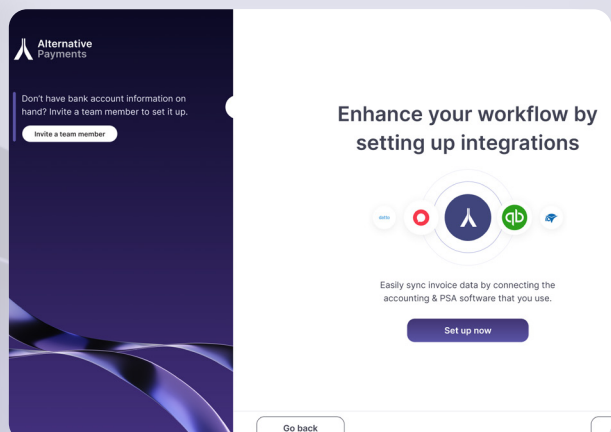 Alternative
Payments
Don't have bank account information on
hand? Invite a team member to set it up.
Invite a team member
Enhance your workflow by
setting up integrations
qb
Easily sync invoice data by connecting the
accounting & PSA software that you use.
Set up now
Go back